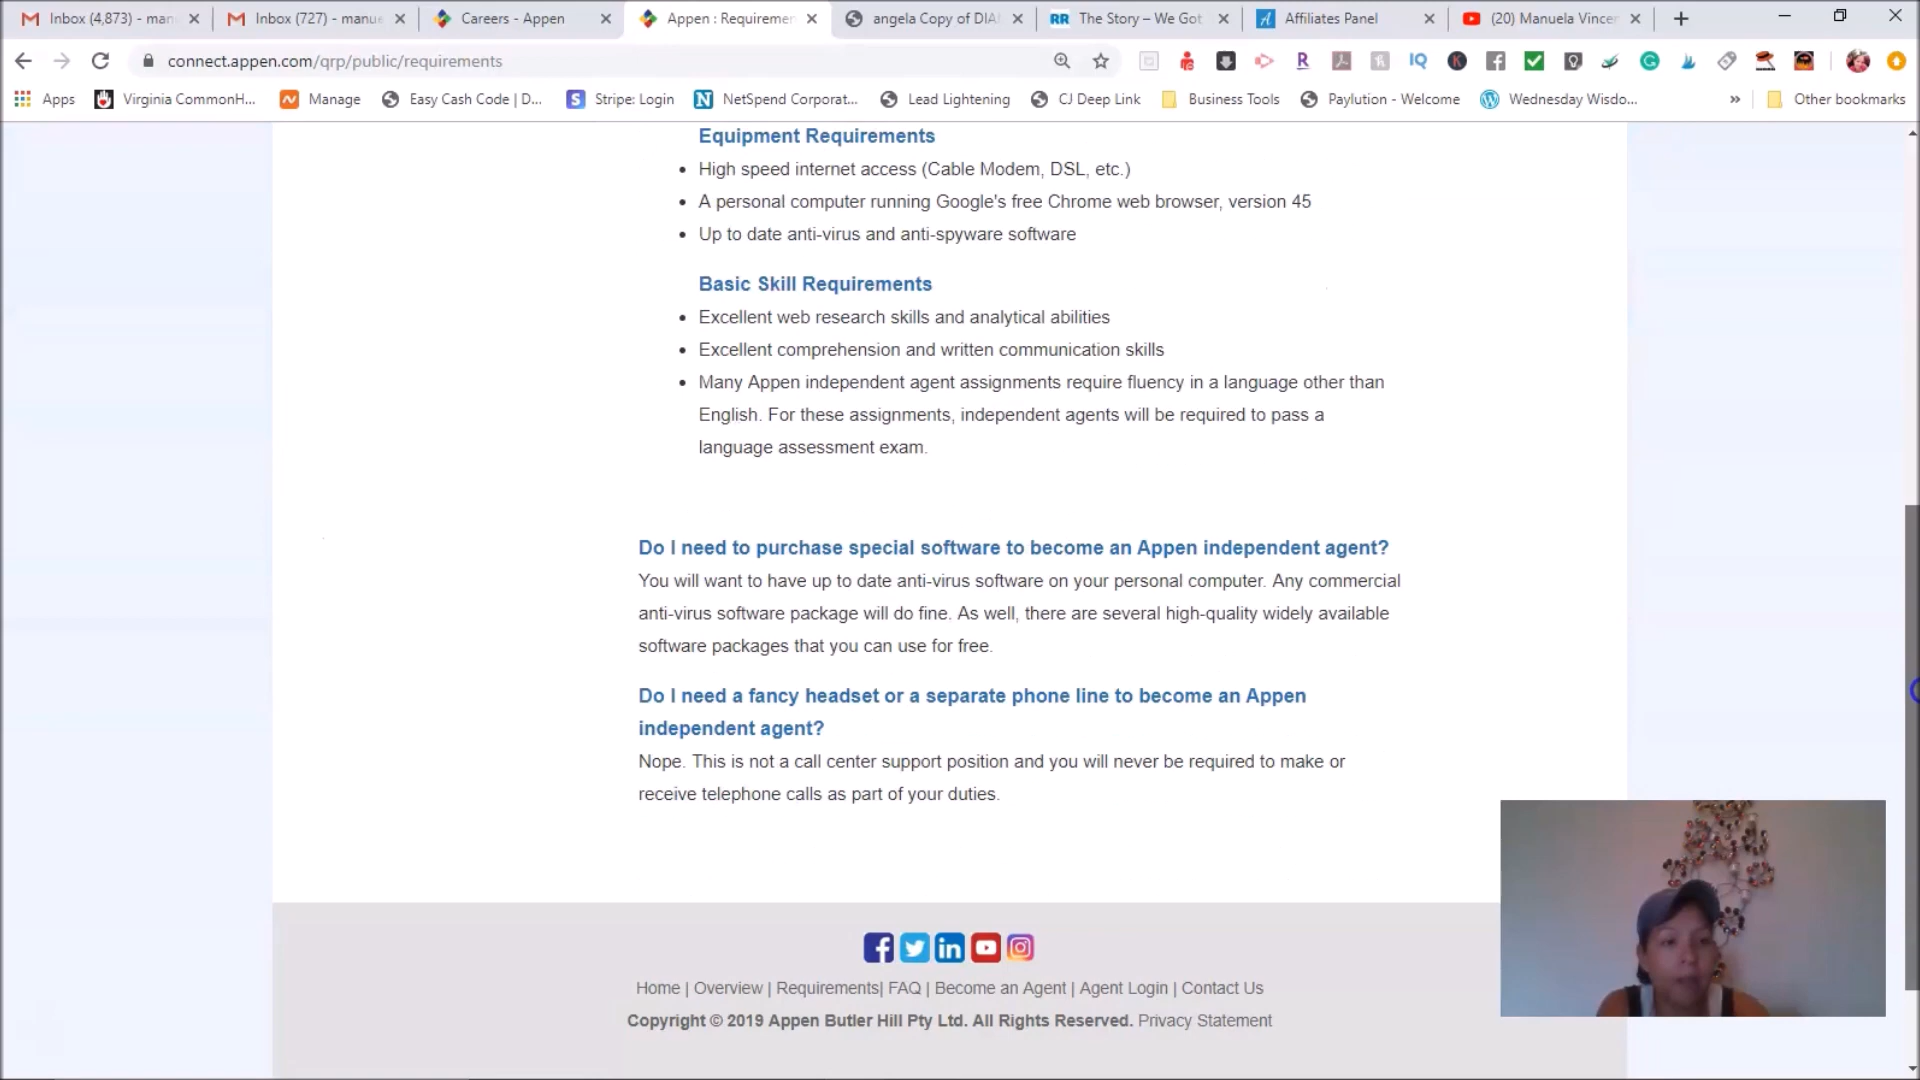 Inbox (4,873) - man
Inbox (727) - manue
Careers - Appen
Appen : Requiremen
angela Copy of DIA
The Story – We Got
Affiliates Panel
(20) Manuela Vincen
connect.appen.com/qrp/public/requirements
Apps
Virginia CommonH...
Manage
Easy Cash Code | D...
Stripe: Login
NetSpend Corporat...
Lead Lightening
CJ Deep Link
Business Tools
Paylution - Welcome
Wednesday Wisdo...
»
Other bookmarks
Equipment Requirements
• High speed internet access (Cable Modem, DSL, etc.)
• A personal computer running Google's free Chrome web browser, version 45
• Up to date anti-virus and anti-spyware software
Basic Skill Requirements
• Excellent web research skills and analytical abilities
• Excellent comprehension and written communication skills
• Many Appen independent agent assignments require fluency in a language other than
English. For these assignments, independent agents will be required to pass a
language assessment exam.
Do I need to purchase special software to become an Appen independent agent?
You will want to have up to date anti-virus software on your personal computer. Any commercial
anti-virus software package will do fine. As well, there are several high-quality widely available
software packages that you can use for free.
Do I need a fancy headset or a separate phone line to become an Appen
independent agent?
Nope. This is not a call center support position and you will never be required to make or
receive telephone calls as part of your duties.
Home | Overview | Requirements| FAQ | Become an Agent | Agent Login | Contact Us
Copyright © 2019 Appen Butler Hill Pty Ltd. All Rights Reserved. Privacy Statement